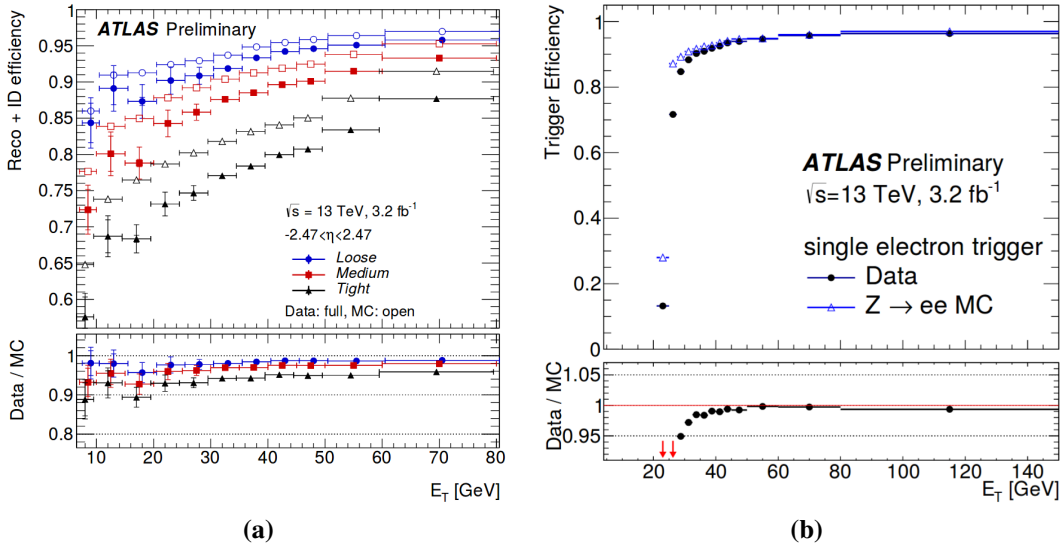 ATLAS Preliminary
Reco + ID efficiency
1
0.95
0.9
0.85
0.8
0.75
0.7
0.65
0.6
√s = 13 TeV, 3.2 fb⁻¹
-2.47<η<2.47
Loose
Medium
Tight
Data: full, MC: open
Data / MC
1
0.9
0.8
10 20 30 40 50 60 70 80
E_T [GeV]
(a)
Trigger Efficiency
1
0.8
0.6
0.4
0.2
0
ATLAS Preliminary
√s=13 TeV, 3.2 fb⁻¹
single electron trigger
Data
Z → ee MC
Data / MC
1.05
1
0.95
20 40 60 80 100 120 140
E_T [GeV]
(b)